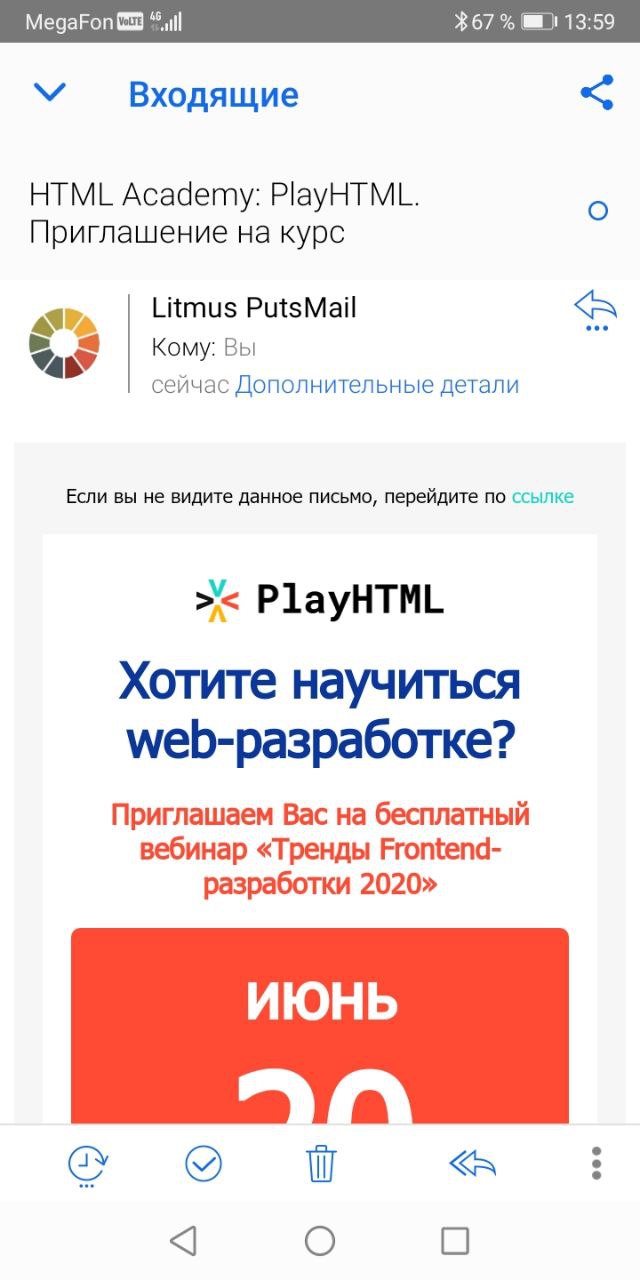 MegaFon VoLTE 4G 67 % 13:59
Входящие
HTML Academy: PlayHTML.
Приглашение на курс
Litmus PutsMail
Кому: Вы
сейчас Дополнительные детали
Если вы не видите данное письмо, перейдите по ссылке
PlayHTML
Хотите научиться
web-разработке?
Приглашаем Вас на бесплатный
вебинар «Тренды Frontend-
разработки 2020»
ИЮНЬ
20